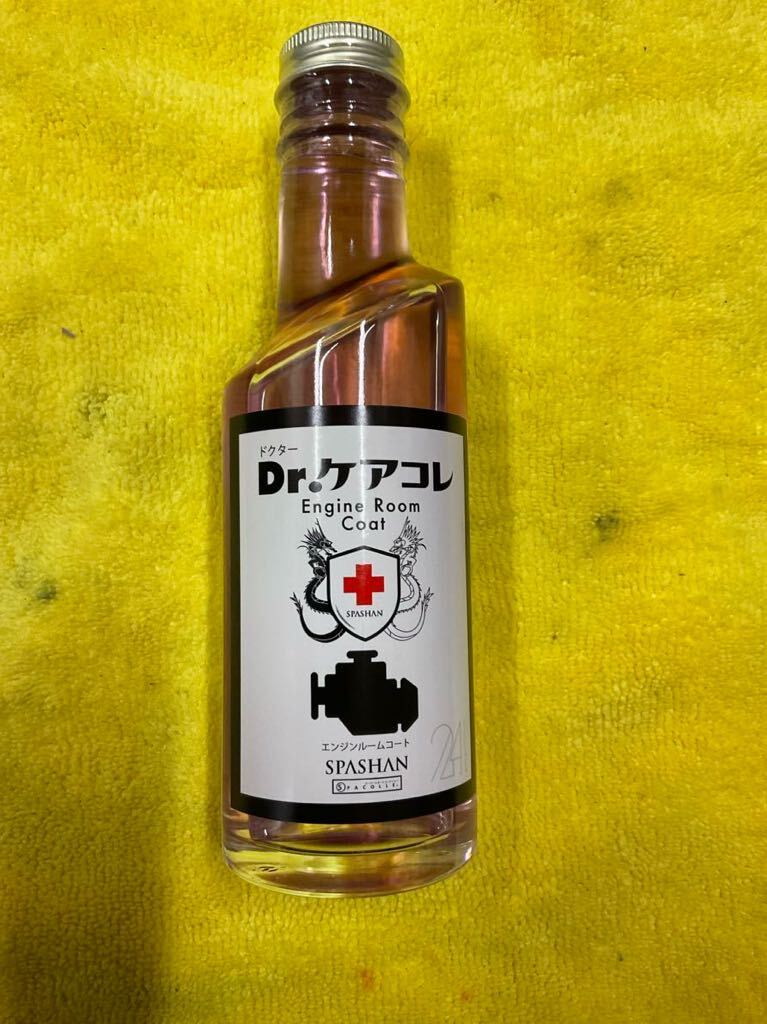 ドクター
Dr.ケアコレ
Engine Room
Coat
SPASHAN
エンジンルームコート
SPASHAN
SPACOLLE